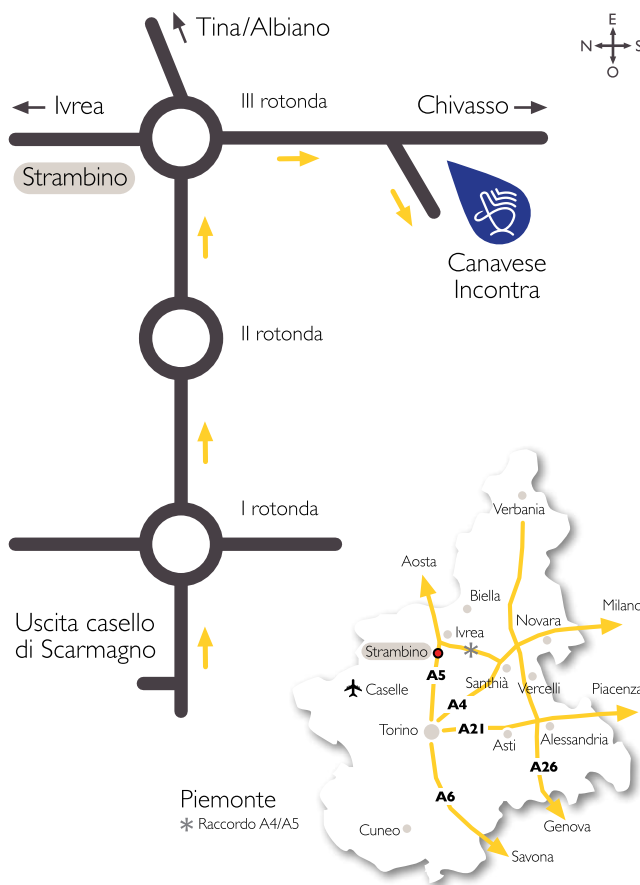 Tina/Albiano
E
N
S
O
Ivrea
III rotonda
Chivasso
Strambino
Canavese
Incontra
II rotonda
I rotonda
Uscita casello
di Scarmagno
Verbania
Aosta
Biella
Milano
Novara
Ivrea
Strambino
Santhià
A5
Vercelli
Caselle
A4
Piacenza
Torino
A21
Asti
Alessandria
A26
A6
Piemonte
* Raccordo A4/A5
Cuneo
Genova
Savona